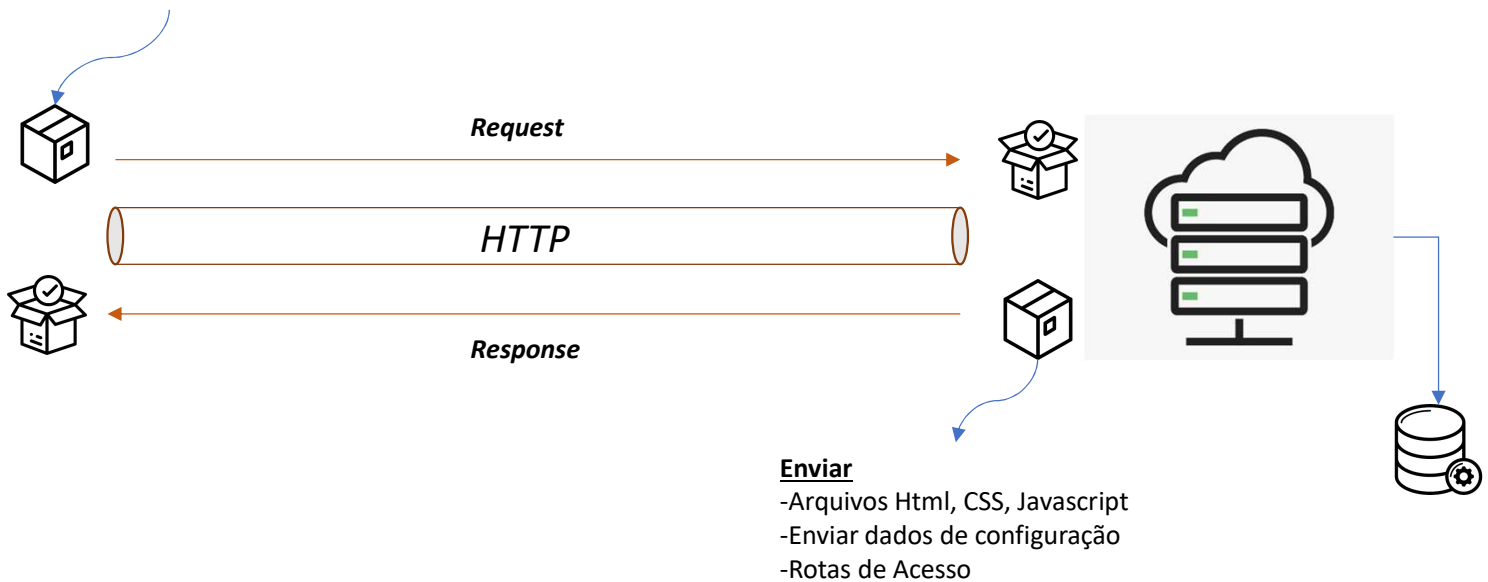 Request
HTTP
Response
Enviar
-Arquivos Html, CSS, Javascript
-Enviar dados de configuração
-Rotas de Acesso